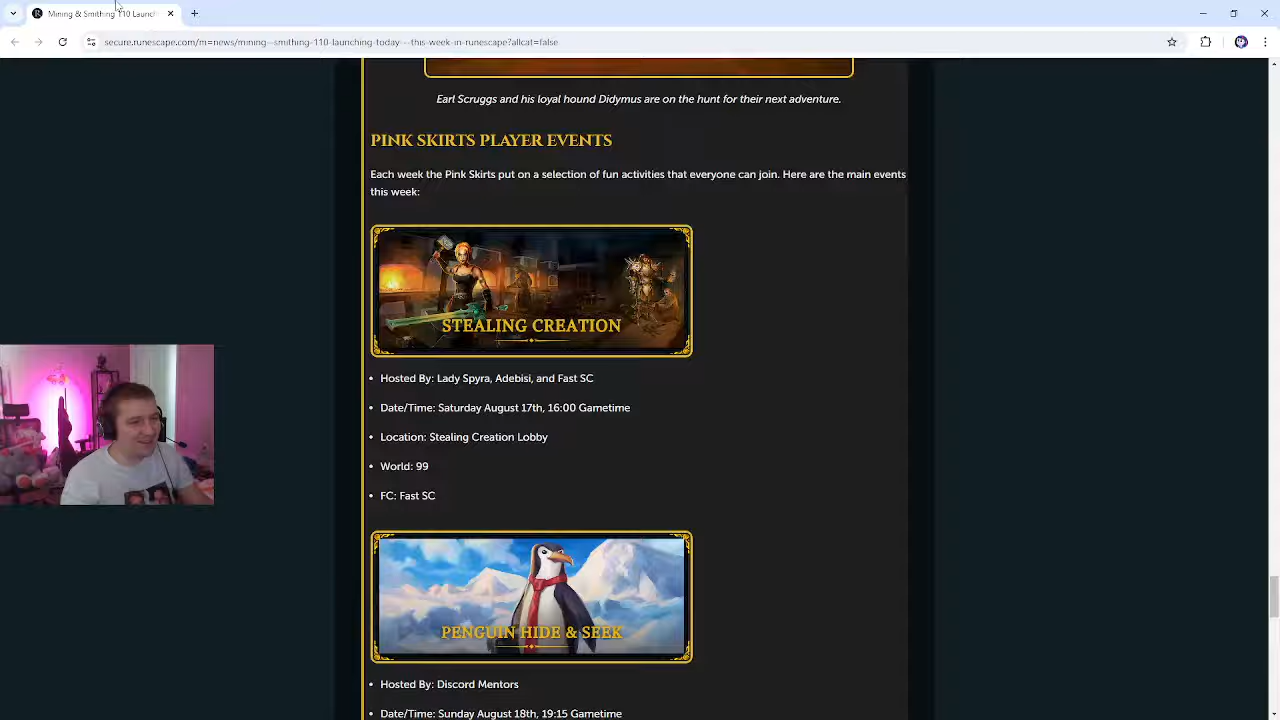 Mining & Smithing 110 Launch
secure.runescape.com/m=news/mining--smithing-110-launching-today---this-week-in-runescape?allcat=false
Earl Scruggs and his loyal hound Didymus are on the hunt for their next adventure.
PINK SKIRTS PLAYER EVENTS
Each week the Pink Skirts put on a selection of fun activities that everyone can join. Here are the main events
this week:
STEALING CREATION
• Hosted By: Lady Spyra, Adebisi, and Fast SC
• Date/Time: Saturday August 17th, 16:00 Gametime
• Location: Stealing Creation Lobby
• World: 99
• FC: Fast SC
PENGUIN HIDE & SEEK
• Hosted By: Discord Mentors
• Date/Time: Sunday August 18th, 19:15 Gametime